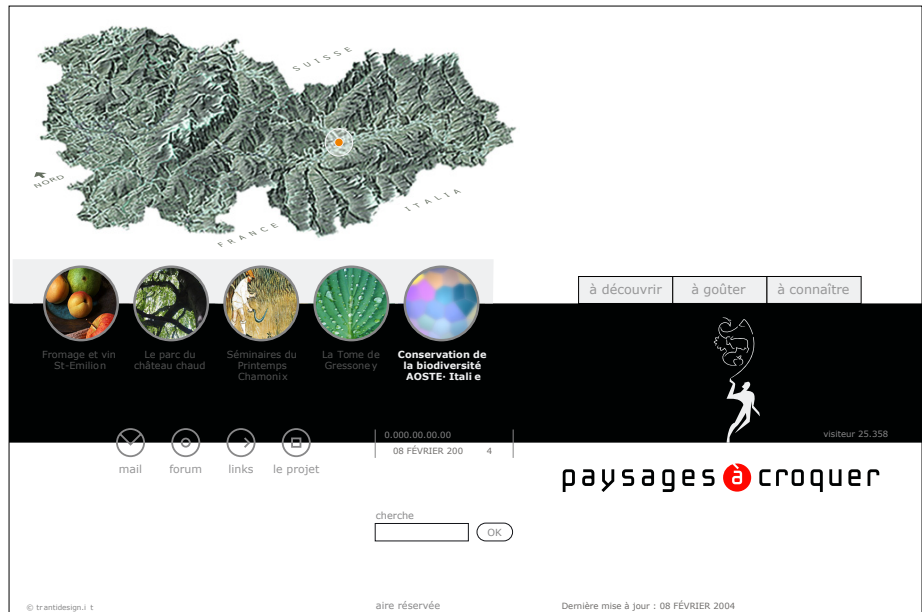 SUISSE
NORD
ITALIA
FRANCE
à découvrir
à goûter
à connaître
Fromage et vin
St-Emilion
Le parc du
château chaud
Séminaires du
Printemps
Chamonix
La Tome de
Gressoney
Conservation de
la biodiversité
AOSTE· Itali e
visiteur 25.358
0.000.00.00.00
08 FÉVRIER 200 4
mail
forum
links
le projet
paysages à croquer
cherche
OK
© trantidesign.i t
aire réservée
Dernière mise à jour : 08 FÉVRIER 2004